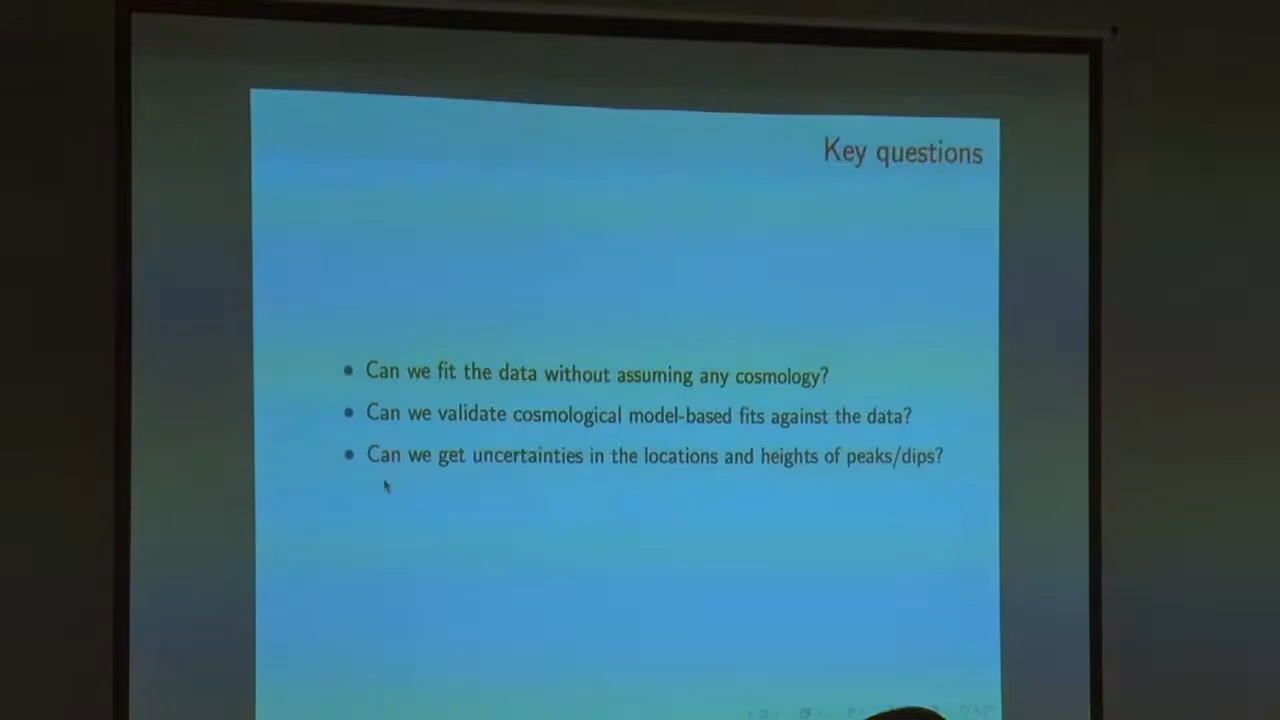 Key questions
Can we fit the data without assuming any cosmology?
Can we validate cosmological model-based fits against the data?
Can we get uncertainties in the locations and heights of peaks/dips?